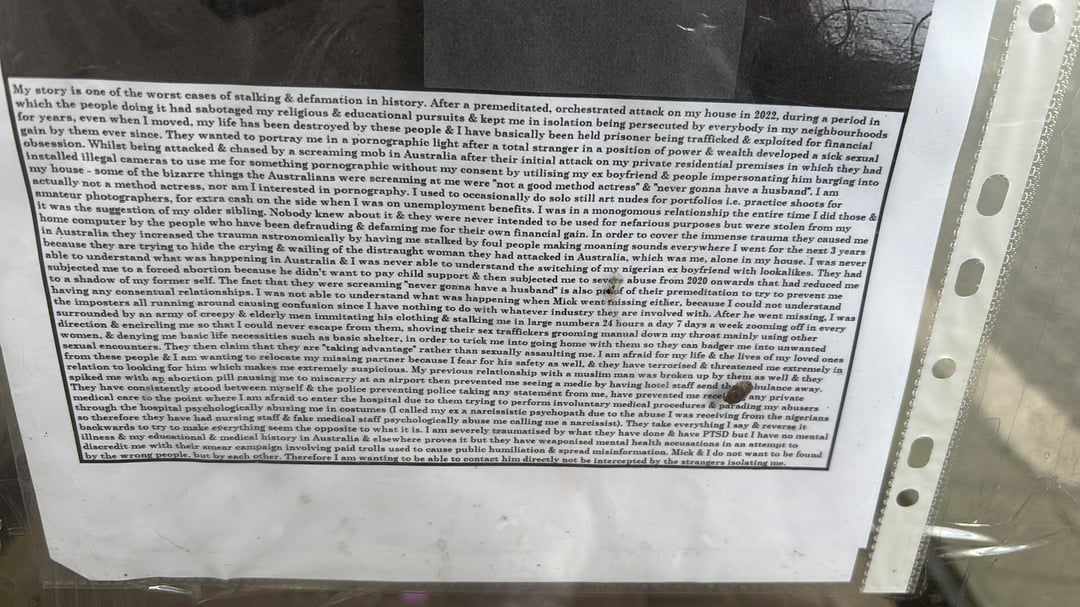 My story is one of the worst cases of stalking & defamation in history. After a premeditated, orchestrated attack on my house in 2022, during a period in
which the people doing it had sabotaged my religious & educational pursuits & kept me in isolation being persecuted by everybody in my neighbourhoods
for years, even when I moved, my life has been destroyed by these people & I have basically been held prisoner being trafficked & exploited for financial
gain by them ever since. They wanted to portray me in a pornographic light after a total stranger in a position of power & wealth developed a sick sexual
obsession. Whilst being attacked & chased by a screaming mob in Australia after their initial attack on my private residential premises in which they had
installed illegal cameras to use me for something pornographic without my consent by utilising my ex boyfriend & people impersonating him barging into
my house - some of the bizarre things the Australians were screaming at me were "not a good method actress" & "never gonna have a husband". I am
actually not a method actress, nor am I interested in pornography. I used to occasionally do solo still art nudes for portfolios i.e. practice shoots for
amateur photographers, for extra cash on the side when I was on unemployment benefits. I was in a monogomous relationship the entire time I did those &
it was the suggestion of my older sibling. Nobody knew about it & they were never intended to be used for nefarious purposes but were stolen from my
home computer by the people who have been defrauding & defaming me for their own financial gain. In order to cover the immense trauma they caused me
in Australia they increased the trauma astronomically by having me stalked by foul people making moaning sounds everywhere I went for the next 3 years
because they are trying to hide the crying & wailing of the distraught woman they had attacked in Australia, which was me, alone in my house. I was never
able to understand what was happening in Australia & I was never able to understand the switching of my nigerian ex boyfriend with lookalikes. They had
subjected me to a forced abortion because he didn't want to pay child support & then subjected me to severe abuse from 2020 onwards that had reduced me
to a shadow of my former self. The fact that they were screaming "never gonna have a husband" is also proof of their premeditation to try to prevent me
having any consentual relationships. I was not able to understand what was happening when Mick went missing either, because I could not understand
the imposters all running around causing confusion since I have nothing to do with whatever industry they are involved with. After he went missing, I was
surrounded by an army of creepy & elderly men immitating his clothing & stalking me in large numbers 24 hours a day 7 days a week zooming off in every
direction & encircling me so that I could never escape from them, shoving their sex traffickers grooming manual down my throat mainly using other
women, & denying me basic life necessities such as basic shelter, in order to trick me into going home with them so they can badger me into unwanted
sexual encounters. They then claim that they are "taking advantage" rather than sexually assaulting me. I am afraid for my life & the lives of my loved ones
from these people & I am wanting to relocate my missing partner because I fear for his safety as well, & they have terrorised & threatened me extremely in
relation to looking for him which makes me extremely suspicious. My previous relationship with a muslim man was broken up by them as well & they
spiked me with an abortion pill causing me to miscarry at an airport then prevented me seeing a medic by having hotel staff send the ambulance away.
They have consistently stood between myself & the police preventing police taking any statement from me, have prevented me receiving any private
medical care to the point where I am afraid to enter the hospital due to them trying to perform involuntary medical procedures & parading my abusers
through the hospital psychologically abusing me in costumes (I called my ex a narcissistic psychopath due to the abuse I was receiving from the nigerians
so therefore they have had nursing staff & fake medical staff psychologically abuse me calling me a narcissist). They take everything I say & reverse it
backwards to try to make everything seem the opposite to what it is. I am severely traumatised by what they have done & have PTSD but I have no mental
illness & my educational & medical history in Australia & elsewhere proves it but they have weaponised mental health accusations in an attempt to
discredit me with their smear campaign involving paid trolls used to cause public humiliation & spread misinformation. Mick & I do not want to be found
by the wrong people, but by each other. Therefore I am wanting to be able to contact him directly not be intercepted by the strangers isolating me.